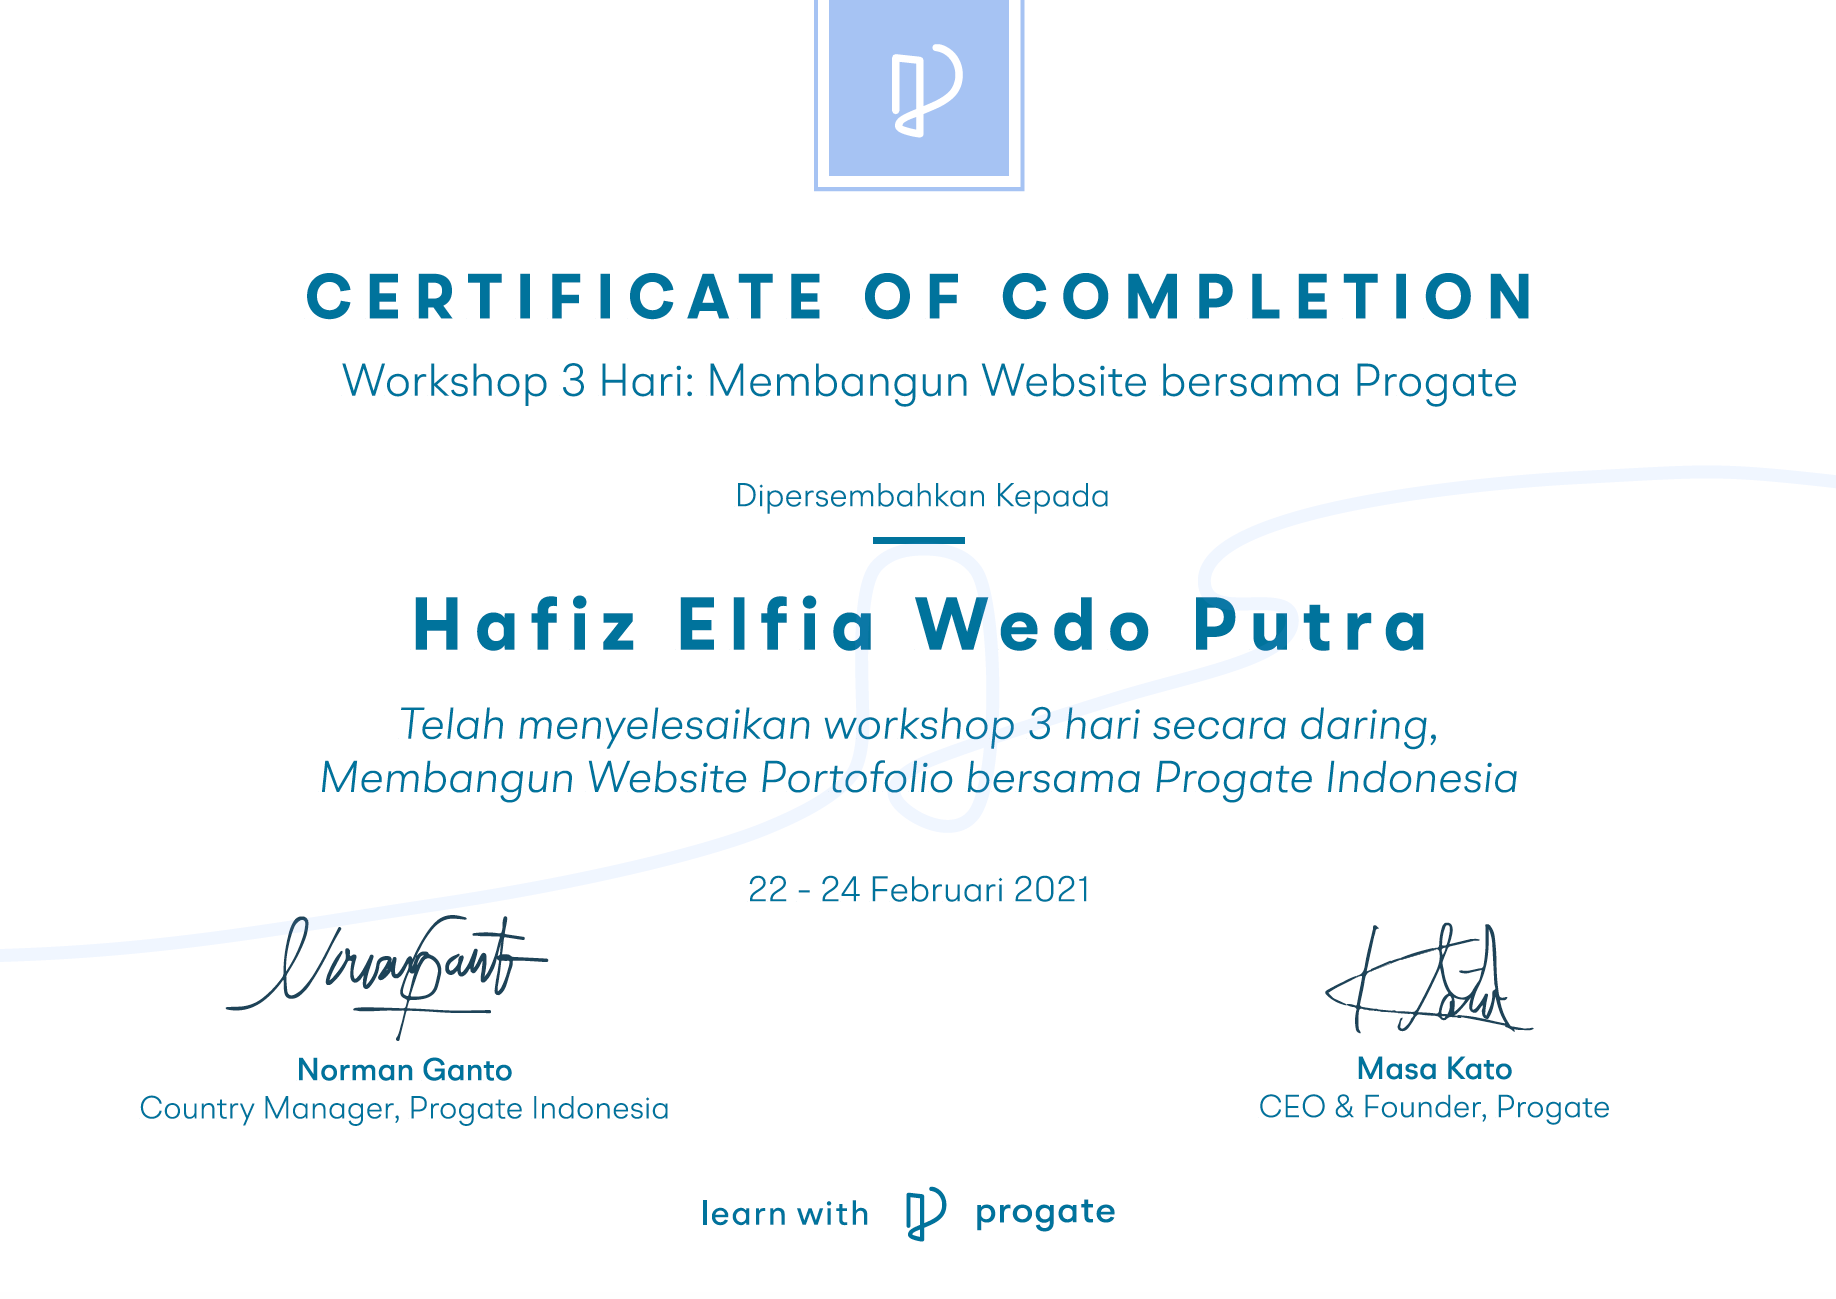 CERTIFICATE OF COMPLETION
Workshop 3 Hari: Membangun Website bersama Progate
Dipersembahkan Kepada
Hafiz Elfia Wedo Putra
Telah menyelesaikan workshop 3 hari secara daring,
Membangun Website Portofolio bersama Progate Indonesia
22 - 24 Februari 2021
Norman Ganto
Country Manager, Progate Indonesia
Masa Kato
CEO & Founder, Progate
learn with progate